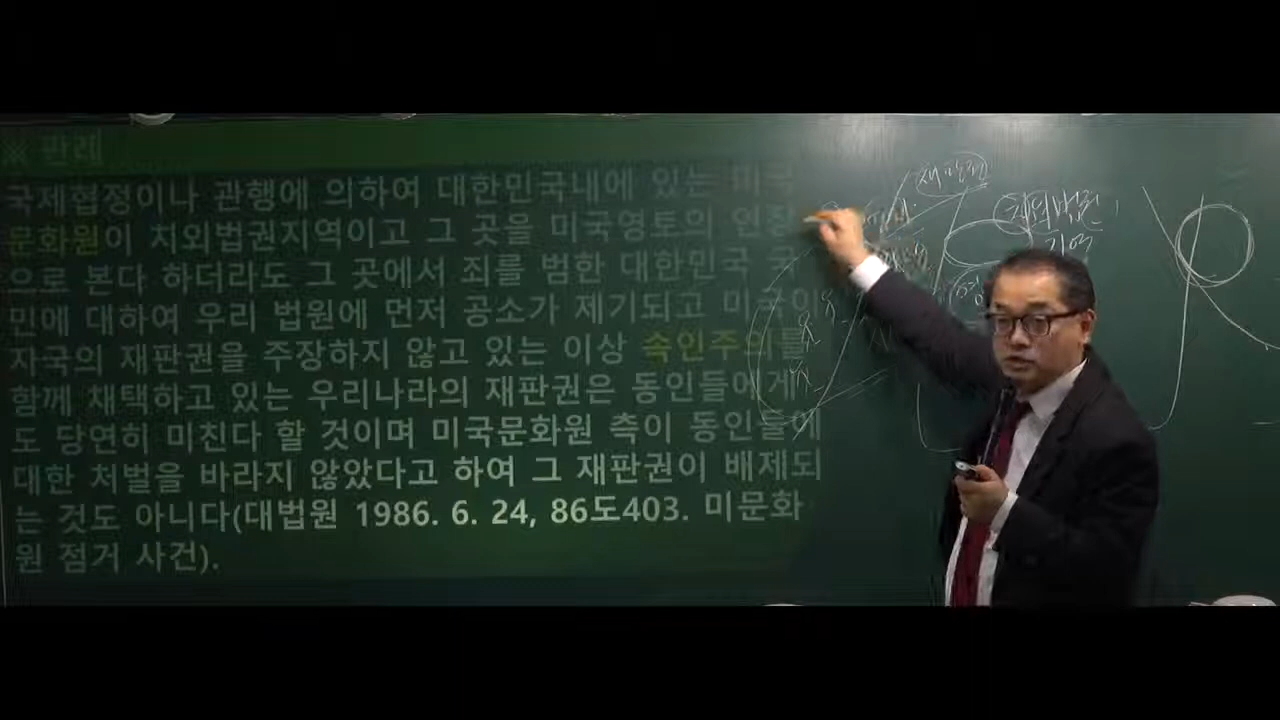 ※ 판례
국제협정이나 관행에 의하여 대한민국내에 있는 미국
문화원이 치외법권지역이고 그 곳을 미국영토의 연장
으로 본다 하더라도 그 곳에서 죄를 범한 대한민국 국
민에 대하여 우리 법원에 먼저 공소가 제기되고 미국이
자국의 재판권을 주장하지 않고 있는 이상 속인주의를
함께 채택하고 있는 우리나라의 재판권은 동인들에게
도 당연히 미친다 할 것이며 미국문화원 측이 동인들에
대한 처벌을 바라지 않았다고 하여 그 재판권이 배제되
는 것도 아니다(대법원 1986. 6. 24, 86도403. 미문화
원 점거 사건).
재판권
치외법권
지역